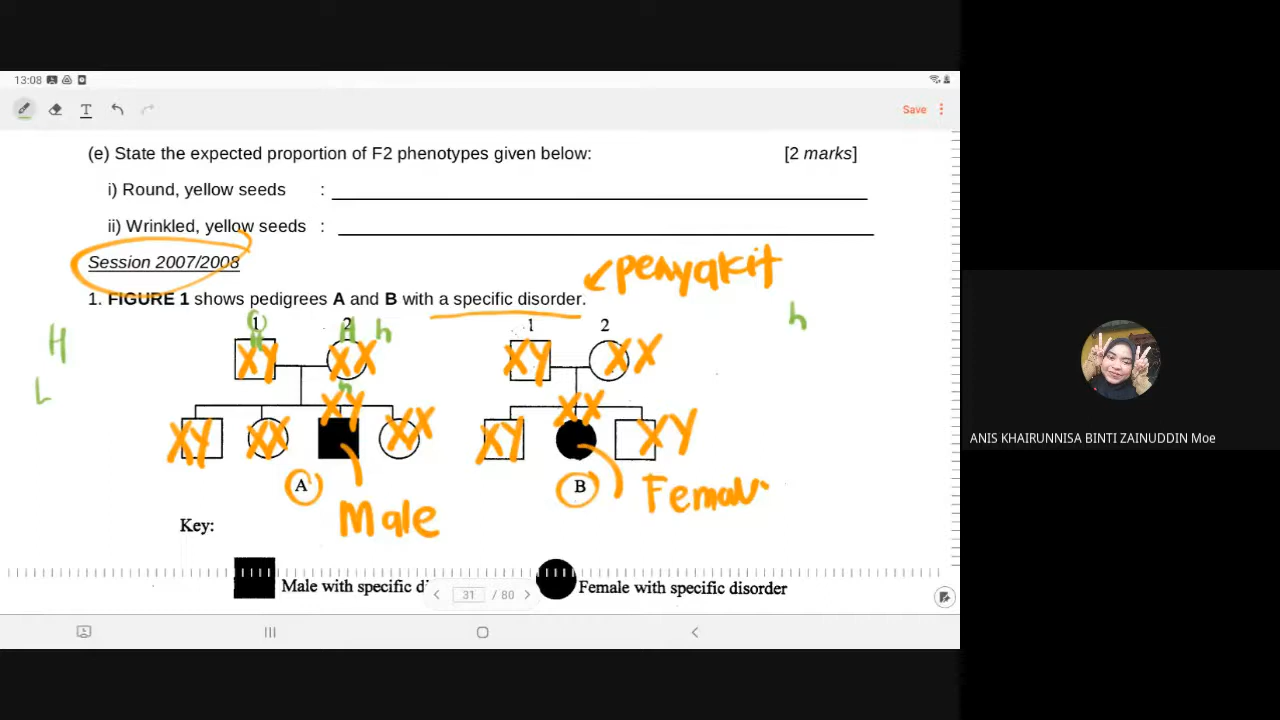 13:08
Save
(e) State the expected proportion of F2 phenotypes given below: [2 marks]
i) Round, yellow seeds :
ii) Wrinkled, yellow seeds :
Session 2007/2008
penyakit
1. FIGURE 1 shows pedigrees A and B with a specific disorder.
1 2 h 1 2 h
H
XY XX XY XX
XY XX
XY XX XX XY XY
A B
Male Female
Key:
Male with specific di
Female with specific disorder
31 / 80
ANIS KHAIRUNNISA BINTI ZAINUDDIN Moe